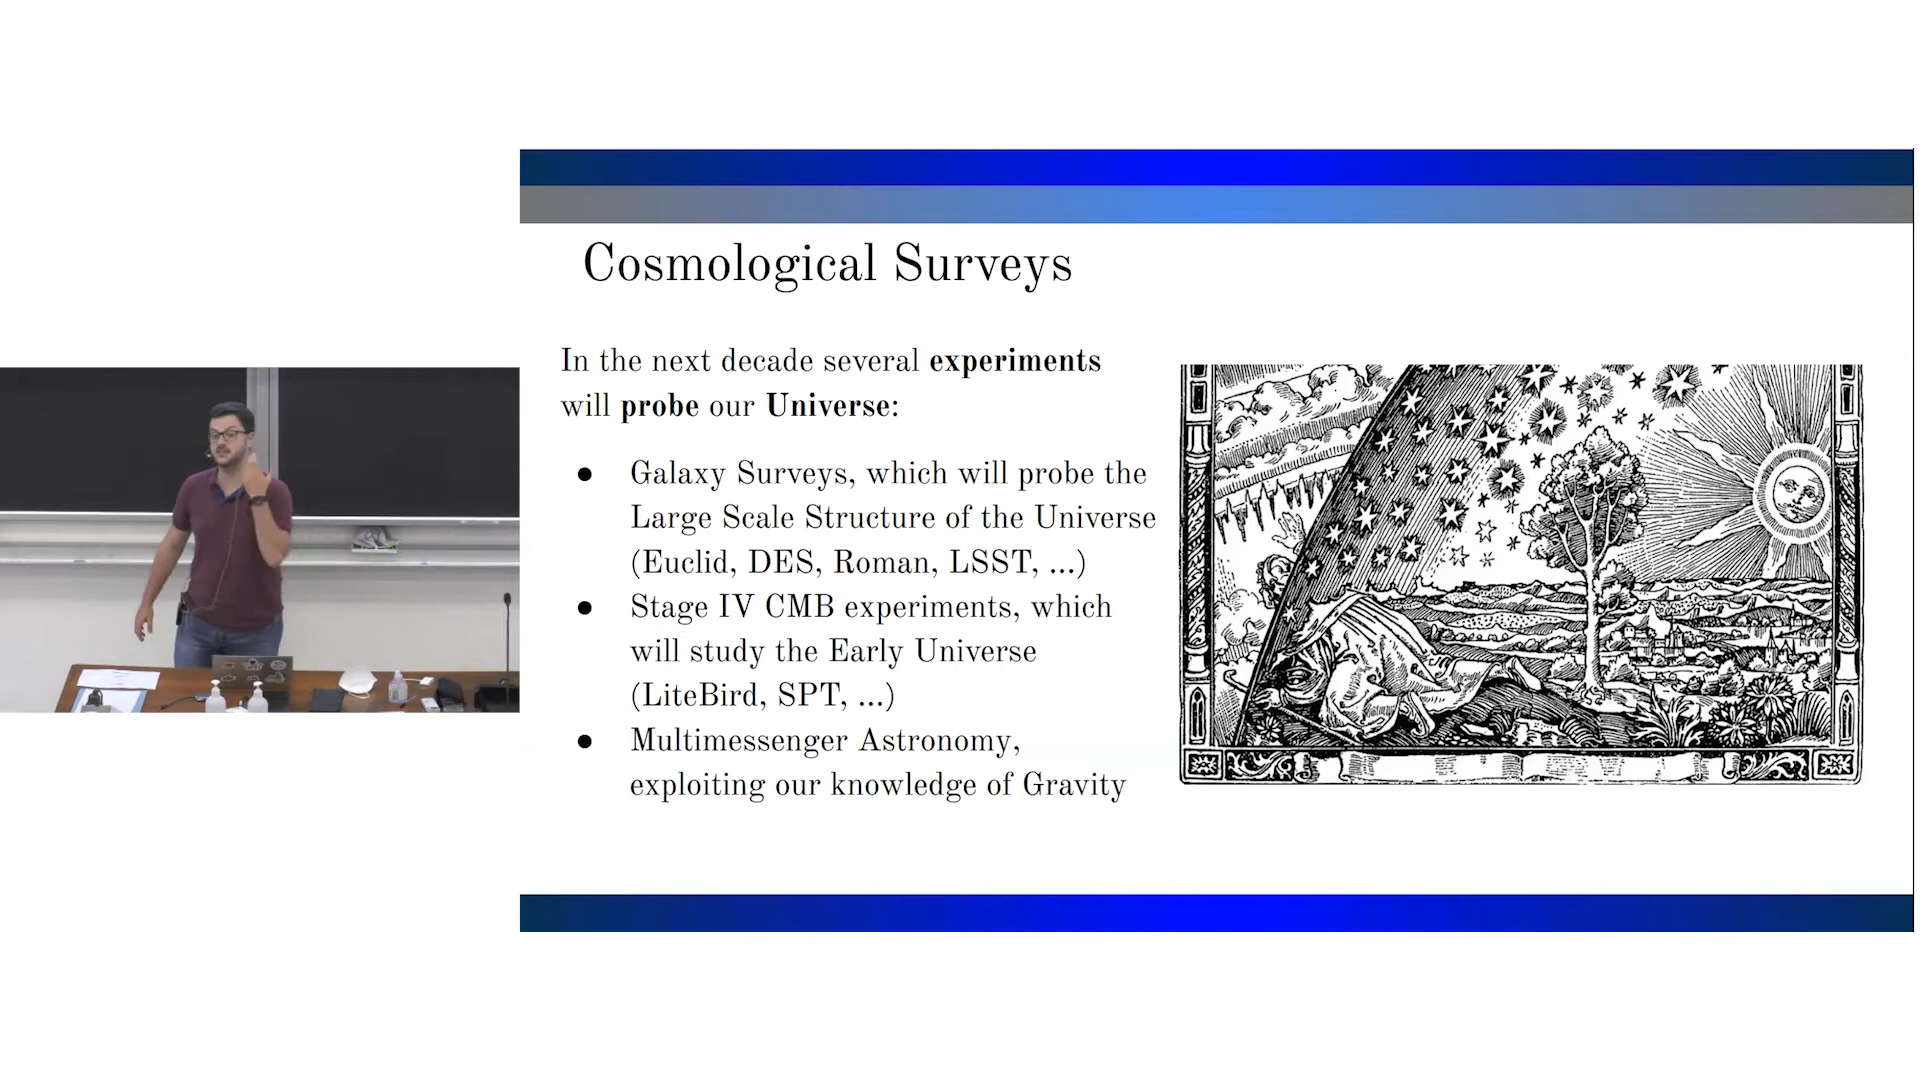 Cosmological Surveys
In the next decade several experiments
will probe our Universe:
● Galaxy Surveys, which will probe the
Large Scale Structure of the Universe
(Euclid, DES, Roman, LSST, ...)
● Stage IV CMB experiments, which
will study the Early Universe
(LiteBird, SPT, ...)
● Multimessenger Astronomy,
exploiting our knowledge of Gravity